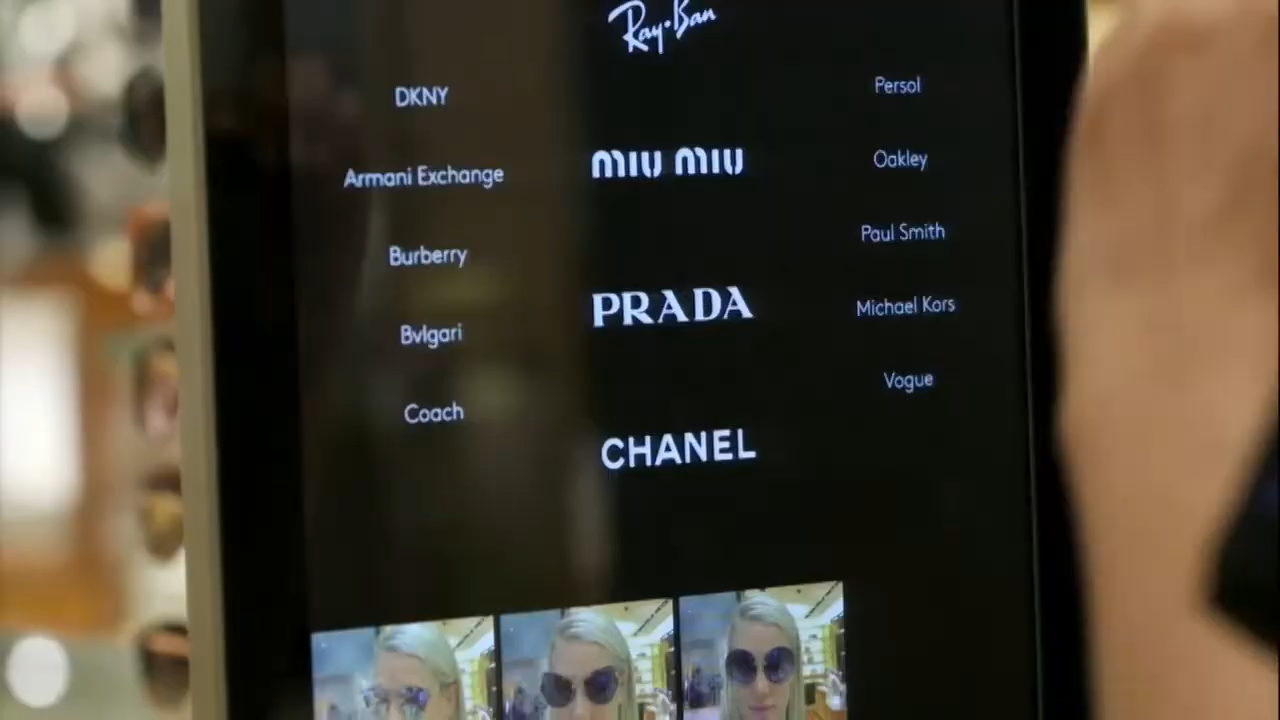 Ray-Ban
DKNY
Armani Exchange
Burberry
Bvlgari
Coach
miu miu
PRADA
CHANEL
Persol
Oakley
Paul Smith
Michael Kors
Vogue